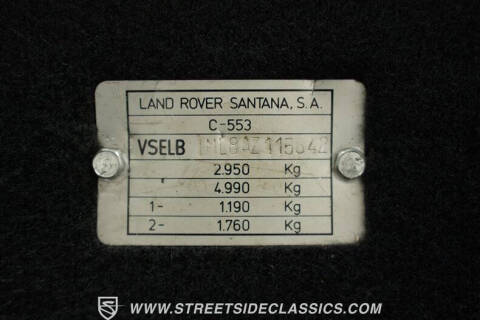 LAND ROVER SANTANA, S.A.
C-553
VSELB
2.950 Kg
4.990 Kg
1- 1.190 Kg
2- 1.760 Kg
WWW.STREETSIDECLASSICS.COM